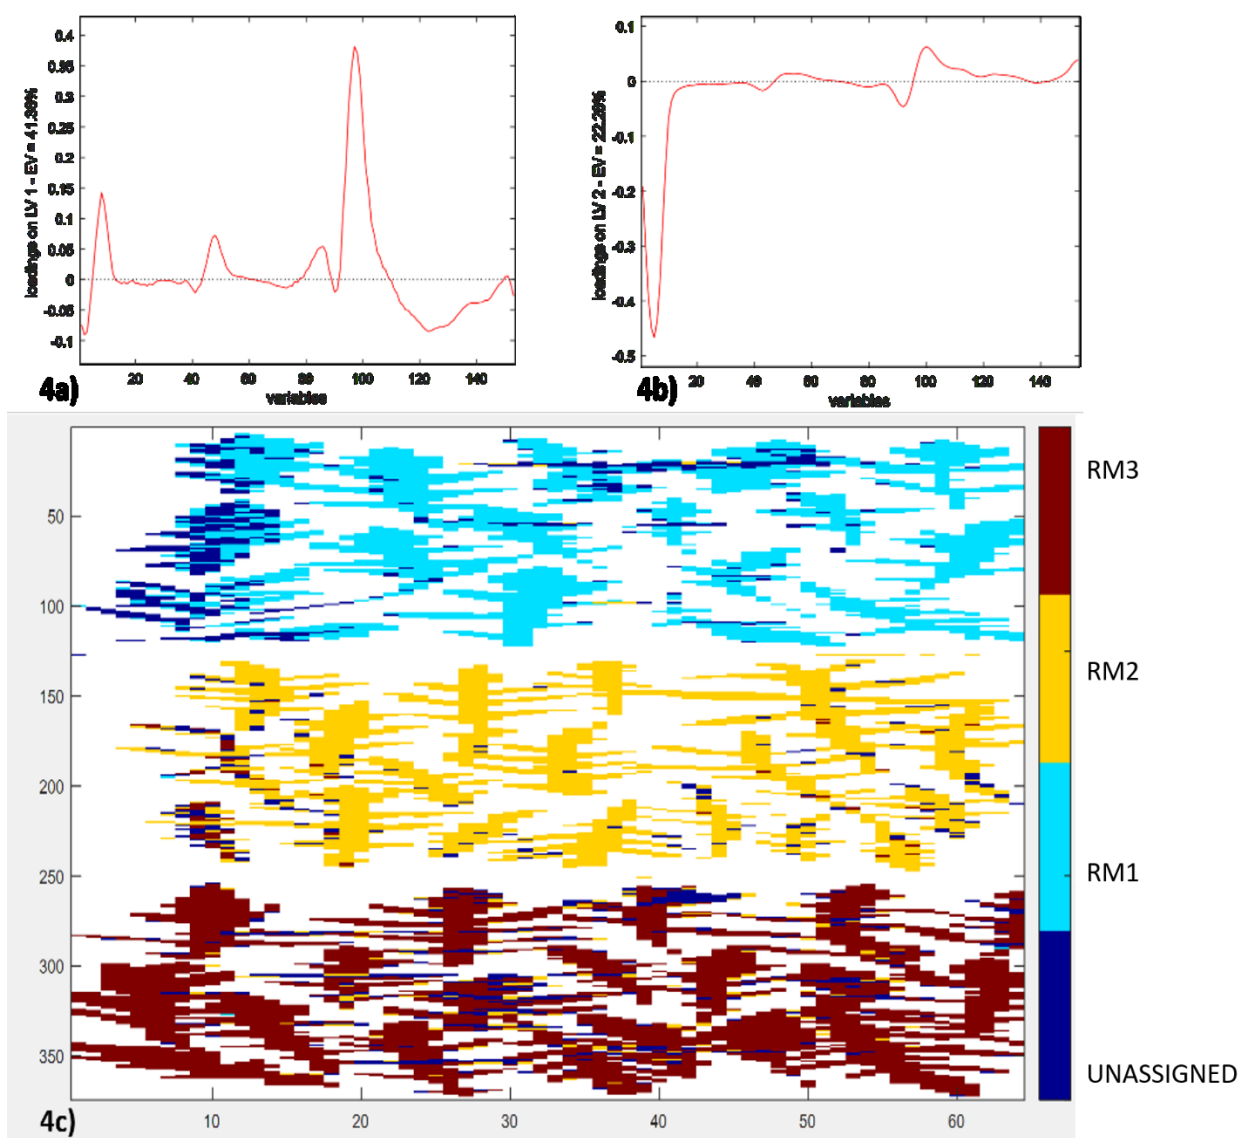 0.4
0.35
0.3
0.25
0.2
0.15
0.1
0.05
0
-0.05
-0.1
loadings on LV 1 - EV = 41.36%
20 40 60 80 100 120 140
variables
4a)
0.1
0
-0.1
-0.2
-0.3
-0.4
-0.5
loadings on LV 2 - EV = 22.26%
20 40 60 80 100 120 140
variables
4b)
50
100
150
200
250
300
350
10 20 30 40 50 60
4c)
RM3
RM2
RM1
UNASSIGNED